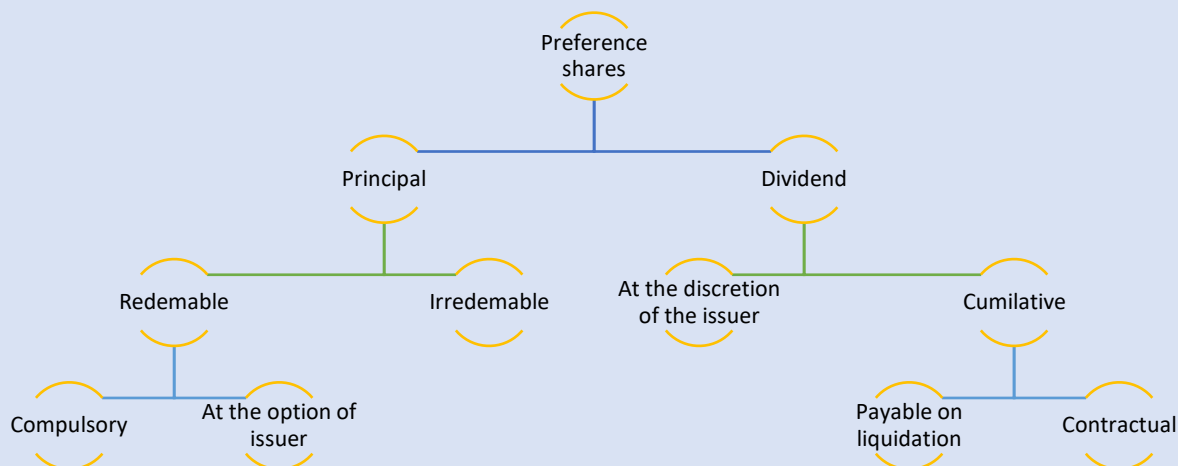 Preference
shares
Principal
Dividend
Redemable
Irredemable
At the discretion
of the issuer
Cumilative
Compulsory
At the option of
issuer
Payable on
liquidation
Contractual